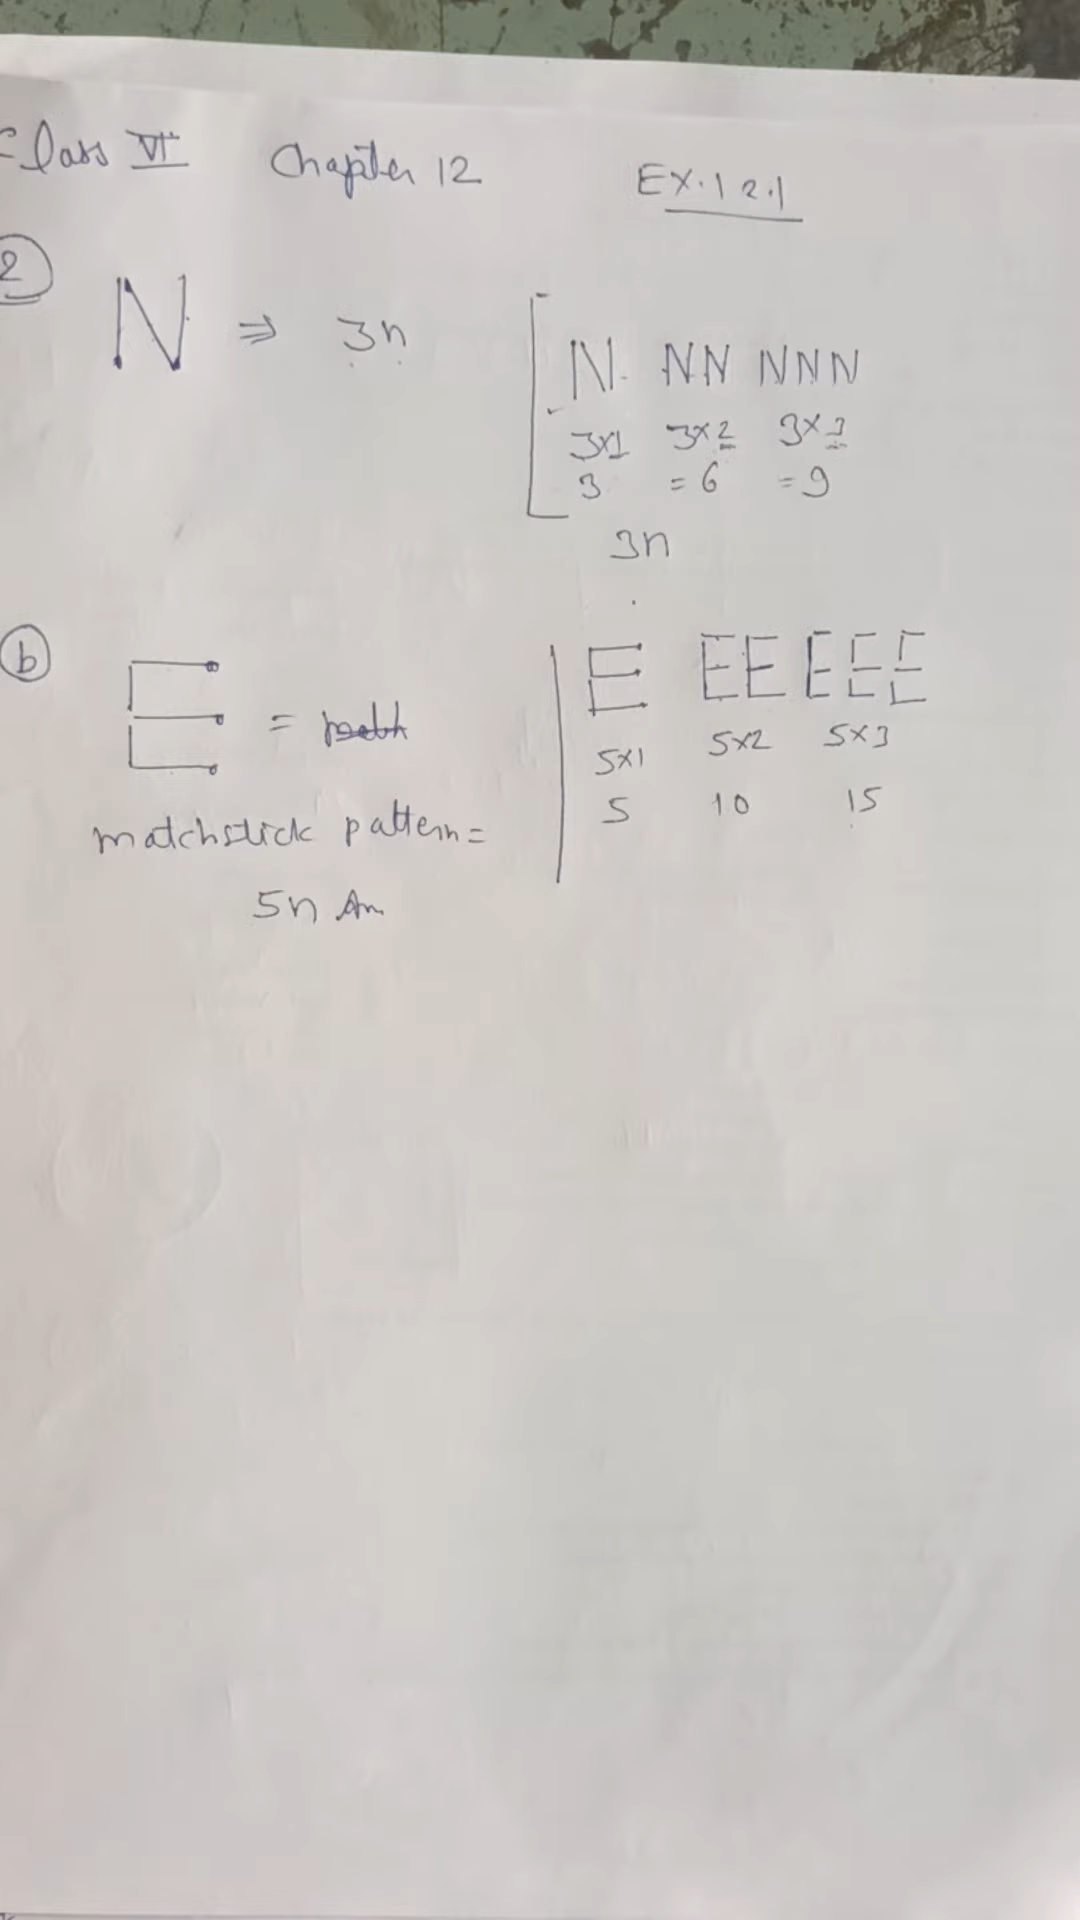 Class VI Chapter 12 Ex. 12.1
2 N ⇒ 3n
N NN NNN
3x1 3x2 3x3
3 = 6 = 9
3n
b E =
E EE EEE
5x1 5x2 5x3
5 10 15
matchstick pattern =
5n Ans